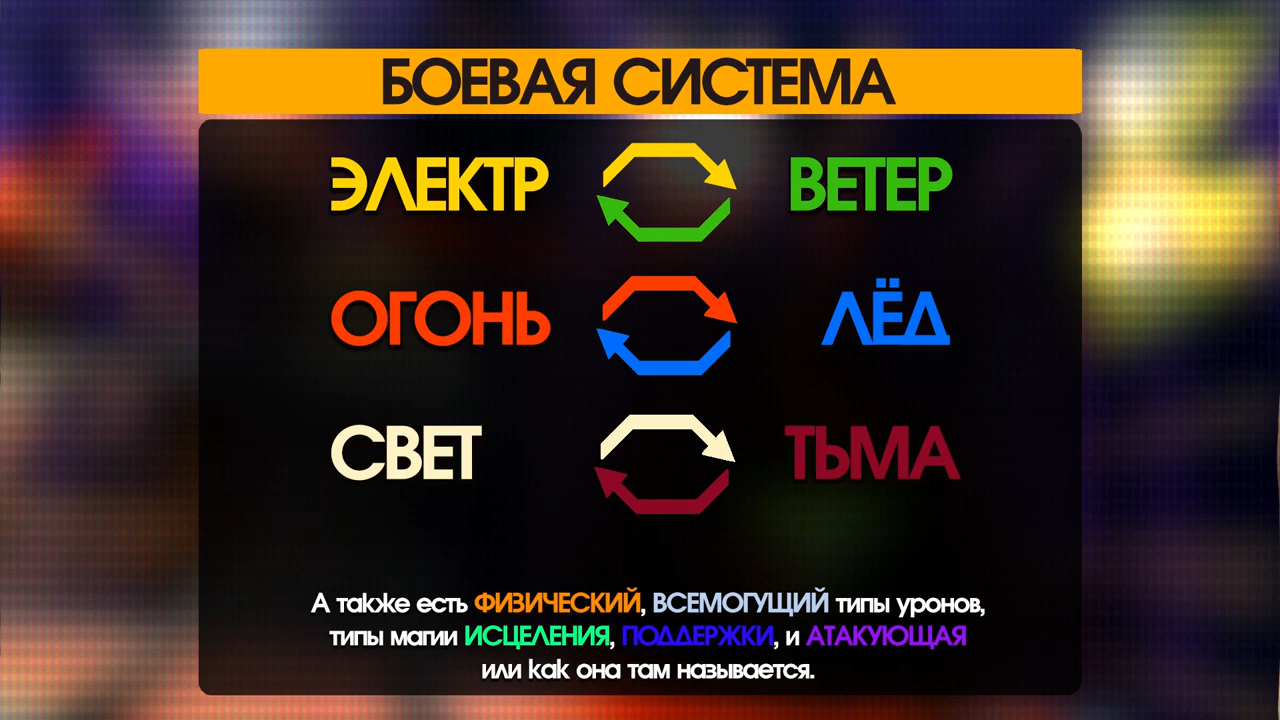 БОЕВАЯ СИСТЕМА
ЭЛЕКТР ВЕТЕР
ОГОНЬ ЛЁД
СВЕТ ТЬМА
А также есть ФИЗИЧЕСКИЙ, ВСЕМОГУЩИЙ типы уронов,
типы магии ИСЦЕЛЕНИЯ, ПОДДЕРЖКИ, и АТАКУЮЩАЯ
или как она там называется.